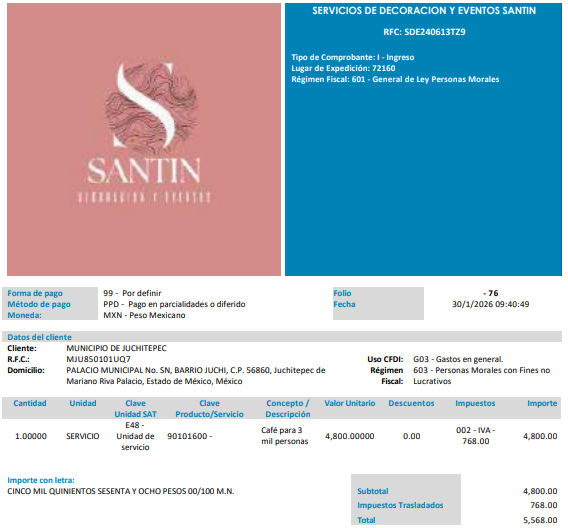 SANTIN
DECORACION Y EVENTOS
SERVICIOS DE DECORACION Y EVENTOS SANTIN
RFC: SDE240613TZ9
Tipo de Comprobante: I - Ingreso
Lugar de Expedición: 72160
Régimen Fiscal: 601 - General de Ley Personas Morales
Forma de pago 99 - Por definir Folio - 76
Método de pago PPD - Pago en parcialidades o diferido Fecha 30/1/2026 09:40:49
Moneda: MXN - Peso Mexicano
Datos del cliente
Cliente: MUNICIPIO DE JUCHITEPEC
R.F.C.: MJU850101UQ7 Uso CFDI: G03 - Gastos en general.
Domicilio: PALACIO MUNICIPAL No. SN, BARRIO JUCHI, C.P. 56860, Juchitepec de Régimen 603 - Personas Morales con Fines no
Mariano Riva Palacio, Estado de México, México Fiscal: Lucrativos
Cantidad Unidad Clave Unidad SAT Clave Producto/Servicio Concepto / Descripción Valor Unitario Descuentos Impuestos Importe
1.00000 SERVICIO E48 - Unidad de servicio 90101600 - Café para 3 mil personas 4,800.00000 0.00 002 - IVA - 768.00 4,800.00
Importe con letra:
CINCO MIL QUINIENTOS SESENTA Y OCHO PESOS 00/100 M.N.
Subtotal 4,800.00
Impuestos Trasladados 768.00
Total 5,568.00